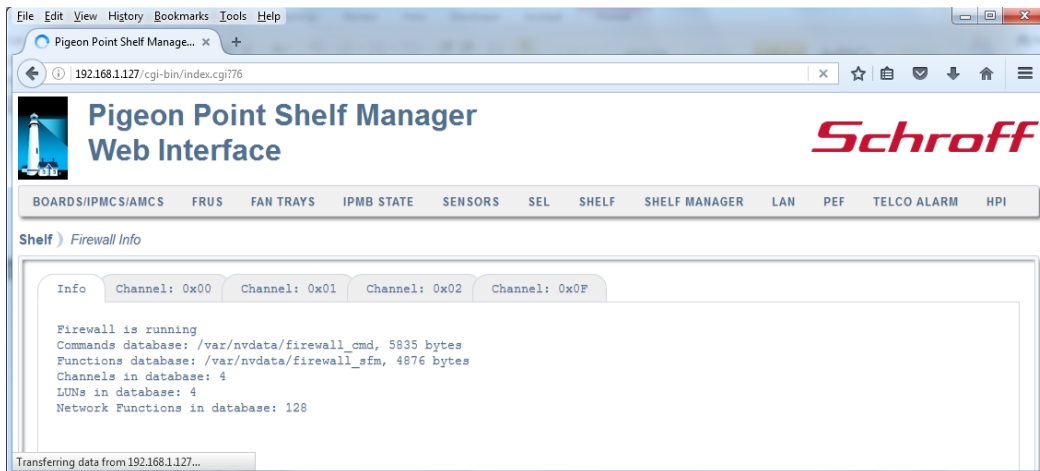 File Edit View History Bookmarks Tools Help
Pigeon Point Shelf Manage... × +
192.168.1.127/cgi-bin/index.cgi?76
Pigeon Point Shelf Manager
Web Interface
Schroff
BOARDS/IPMCS/AMCS FRUS FAN TRAYS IPMB STATE SENSORS SEL SHELF SHELF MANAGER LAN PEF TELCO ALARM HPI
Shelf ) Firewall Info
Info Channel: 0x00 Channel: 0x01 Channel: 0x02 Channel: 0x0F
Firewall is running
Commands database: /var/nvdata/firewall_cmd, 5835 bytes
Functions database: /var/nvdata/firewall_sfm, 4876 bytes
Channels in database: 4
LUNs in database: 4
Network Functions in database: 128
Transferring data from 192.168.1.127...